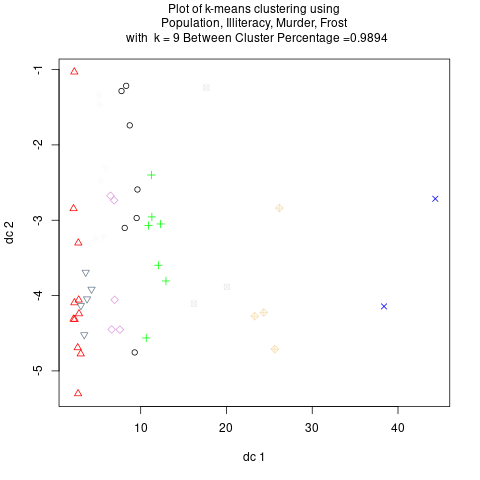 Plot of k-means clustering using
Population, Illiteracy, Murder, Frost
with k = 9 Between Cluster Percentage =0.9894
-1
-2
-3
-4
-5
dc 2
10 20 30 40
dc 1